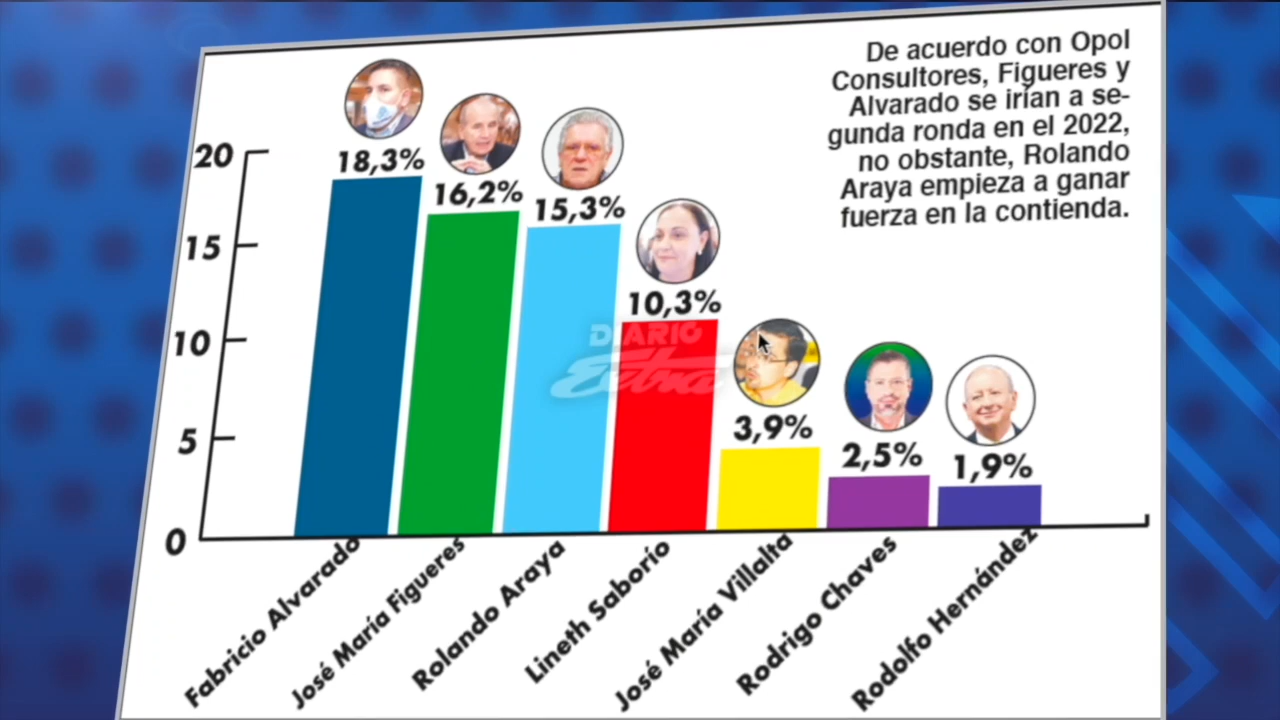 De acuerdo con Opol
Consultores, Figueres y
Alvarado se irían a se-
gunda ronda en el 2022,
no obstante, Rolando
Araya empieza a ganar
fuerza en la contienda.
20
15
10
5
0
18,3%
16,2%
15,3%
10,3%
3,9%
2,5%
1,9%
DIARIO
Extra
Fabricio Alvarado
José María Figueres
Rolando Araya
Lineth Saborío
José María Villalta
Rodrigo Chaves
Rodolfo Hernández